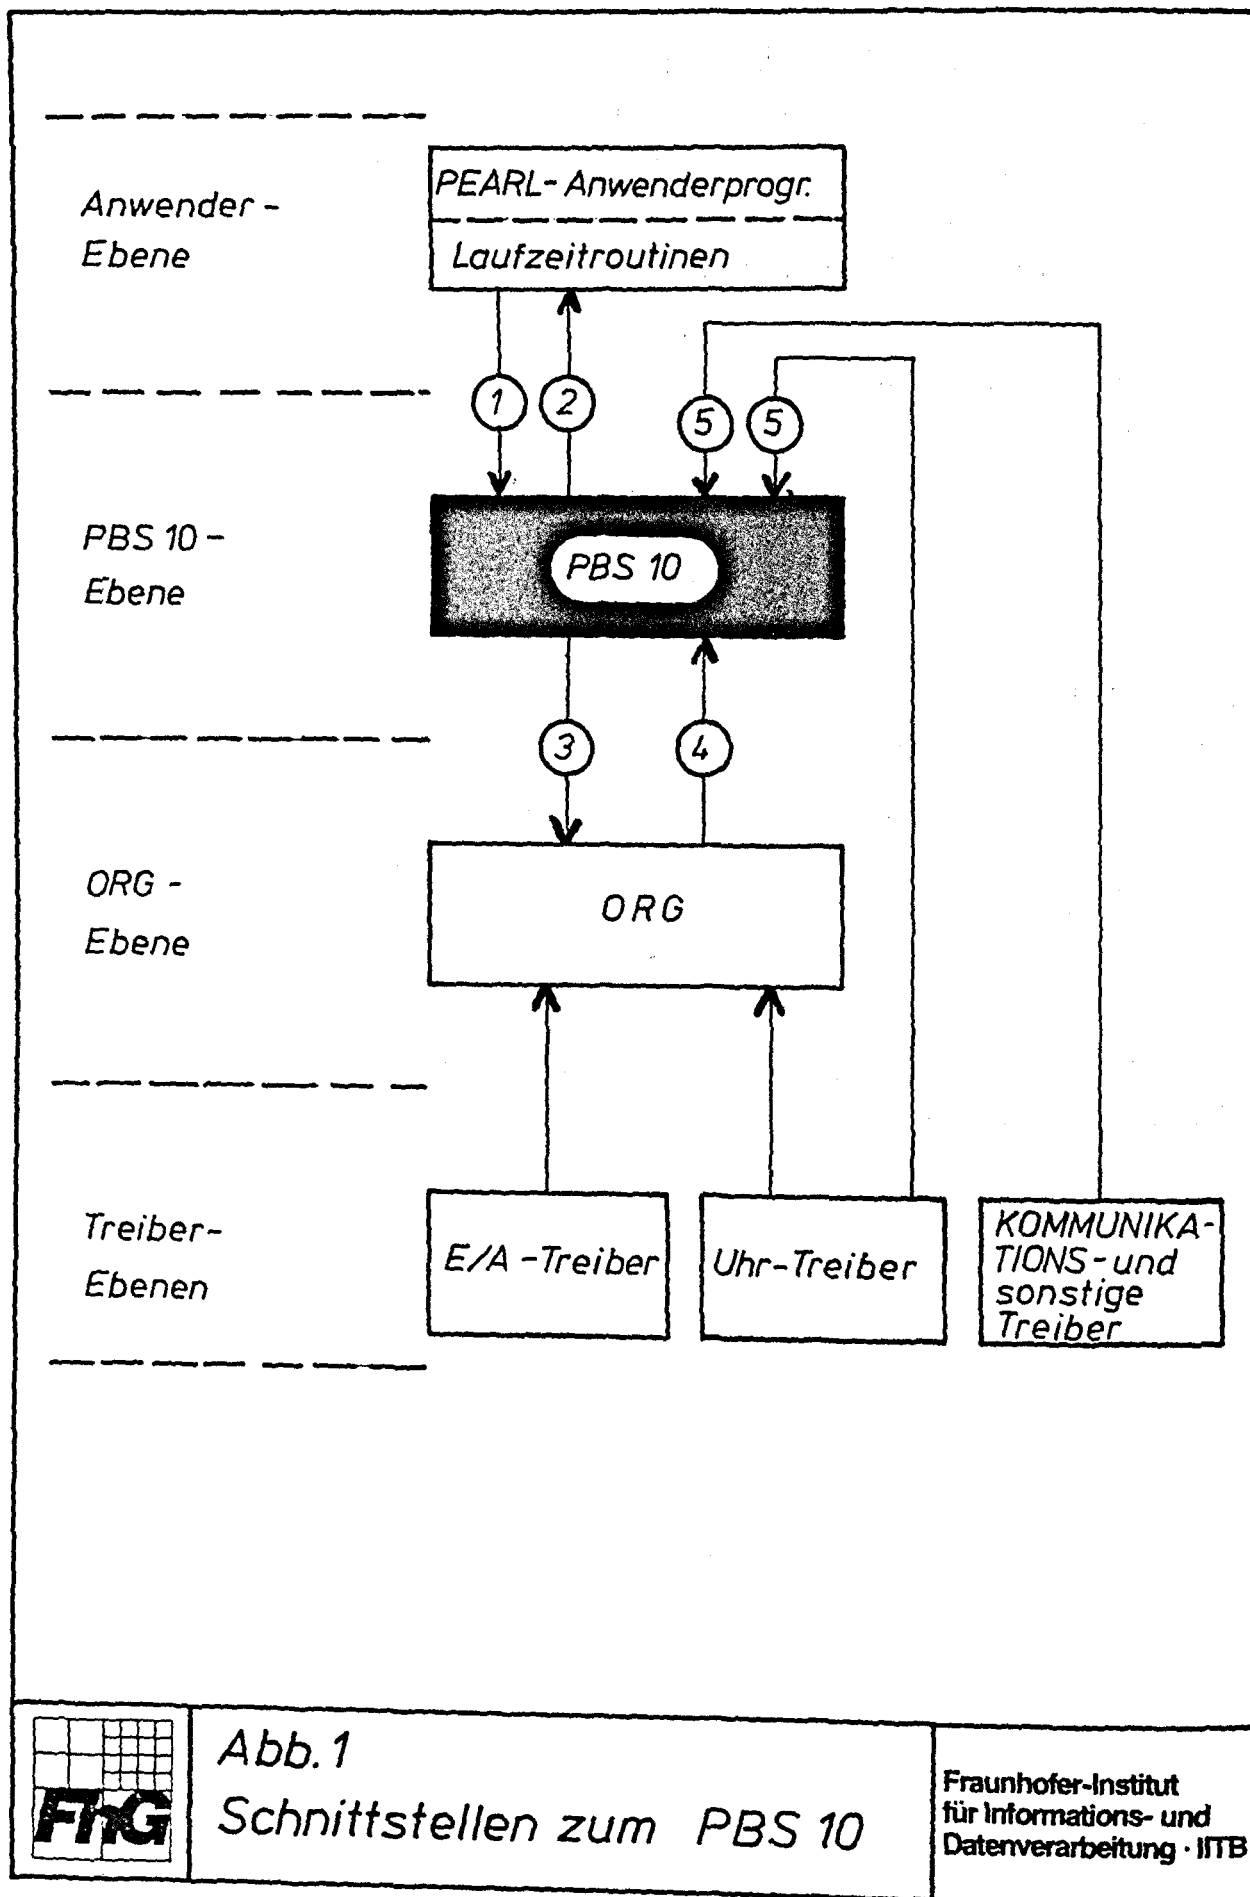 Anwender-
Ebene
PEARL-Anwenderprogr.
Laufzeitroutinen
1
2
5
5
PBS 10-
Ebene
PBS 10
3
4
ORG -
Ebene
ORG
Treiber-
Ebenen
E/A-Treiber
Uhr-Treiber
KOMMUNIKA-
TIONS-und
sonstige
Treiber
FhG
Abb.1
Schnittstellen zum PBS 10
Fraunhofer-Institut
für Informations- und
Datenverarbeitung · IITB